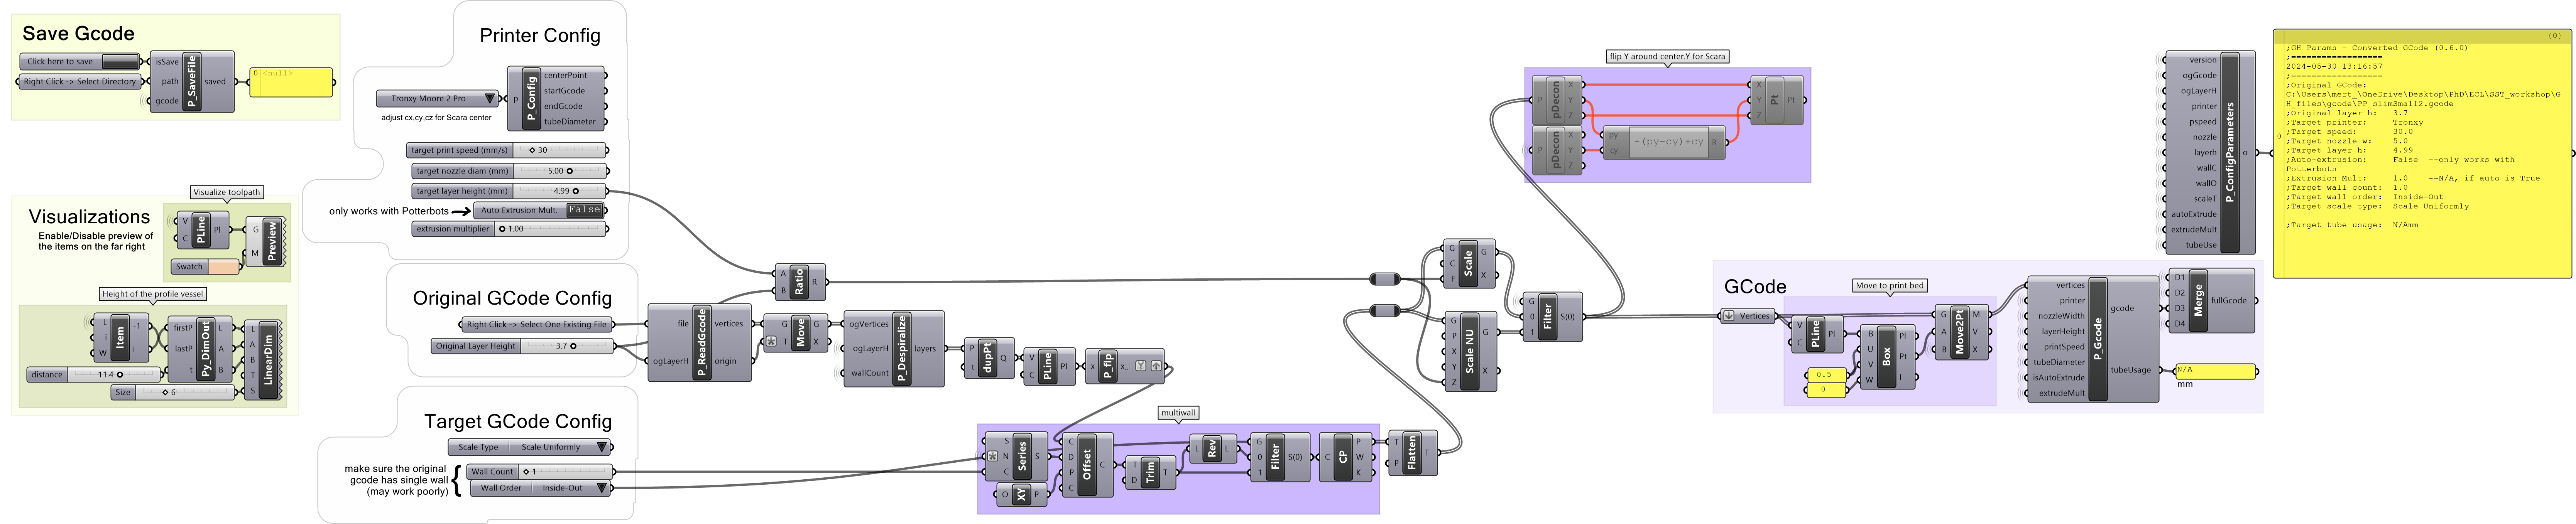 Save Gcode
Click here to save
Right Click -> Select Directory
isSave
path
gcode
P_SaveFile
saved
0 <null>
Printer Config
Tronxy Moore 2 Pro
adjust cx,cy,cz for Scara center
p
P_Config
centerPoint
startGcode
endGcode
tubeDiameter
target print speed (mm/s)
30
target nozzle diam (mm)
5.00
target layer height (mm)
4.99
only works with Potterbots
Auto Extrusion Mult.
False
extrusion multiplier
1.00
Visualizations
Enable/Disable preview of
the items on the far right
Visualize toolpath
V
C
PLine
Pl
G
M
Preview
Swatch
Height of the profile vessel
L
i
W
Item
-1
i
firstP
lastP
t
Py_DimOut
L
A
B
L
A
B
T
S
LinearDim
distance
11.4
Size
6
Original GCode Config
Right Click -> Select One Existing File
Original Layer Height
3.7
Target GCode Config
Scale Type
Scale Uniformly
make sure the original
gcode has single wall
(may work poorly)
Wall Count
1
Wall Order
Inside-Out
A
B
Ratio
R
file
ogLayerH
P_ReadGcode
vertices
origin
G
T
Move
G
X
ogVertices
ogLayerH
wallCount
P_Despiralize
layers
P
t
dupPt
Q
V
C
PLine
Pl
x
P_flp
x_
multiwall
S
N
C
Series
S
O
XY
P
C
D
P
C
Offset
C
T
D
Trim
T
L
Rev
L
G
0
1
Filter
S(0)
C
CP
P
W
K
T
P
Flatten
T
G
C
F
Scale
G
X
G
P
X
Y
Z
Scale NU
G
X
G
0
1
Filter
S(0)
flip Y around center.Y for Scara
P
pDecon
X
Y
Z
P
pDecon
X
Y
Z
py
cy
-(py-cy)+cy
R
X
Y
Z
Pt
Pt
GCode
Vertices
Move to print bed
V
C
PLine
Pl
0.5
0
B
U
V
W
Box
Pl
Pt
I
G
A
B
Move2Pt
M
V
X
vertices
printer
nozzleWidth
layerHeight
printSpeed
tubeDiameter
isAutoExtrude
extrudeMult
P_Gcode
gcode
tubeUsage
D1
D2
D3
D4
Merge
fullGcode
N/A
mm
version
ogGcode
ogLayerH
printer
pspeed
nozzle
layerh
wallC
wallO
scaleT
autoExtrude
extrudeMult
tubeUse
P_ConfigParameters
o
{0}
0
;GH Params - Converted GCode (0.6.0)
;==================
2024-05-30 13:16:57
;==================
;Original GCode:
C:\Users\mert_\OneDrive\Desktop\PhD\ECL\SST_workshop\G
H_files\gcode\PP_slimSmall2.gcode
;Original layer h: 3.7
;Target printer: Tronxy
;Target speed: 30.0
;Target nozzle w: 5.0
;Target layer h: 4.99
;Auto-extrusion: False --only works with
Potterbots
;Extrusion Mult: 1.0 --N/A, if auto is True
;Target wall count: 1.0
;Target wall order: Inside-Out
;Target scale type: Scale Uniformly
;Target tube usage: N/Amm